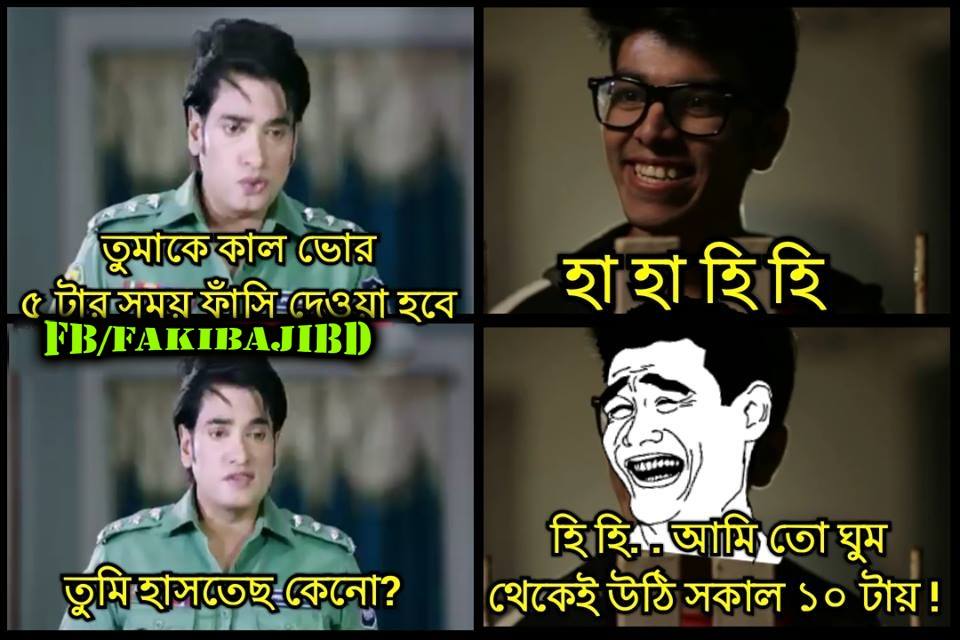 তুমাকে কাল ভোর
৫ টার সময় ফাঁসি দেওয়া হবে
হা হা হি হি
FB/FAKIBAJIBD
তুমি হাসতেছ কেনো?
হি হি. . আমি তো ঘুম
থেকেই উঠি সকাল ১০ টায় !